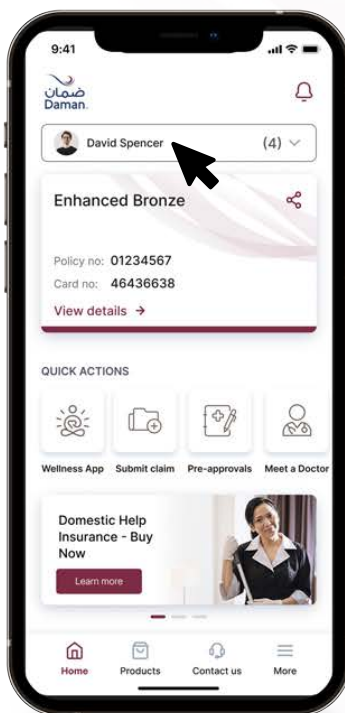 9:41
ضمان
Daman.
David Spencer (4)
Enhanced Bronze
Policy no: 01234567
Card no: 46436638
View details →
QUICK ACTIONS
Wellness App Submit claim Pre-approvals Meet a Doctor
Domestic Help
Insurance - Buy
Now
Learn more
Home Products Contact us More